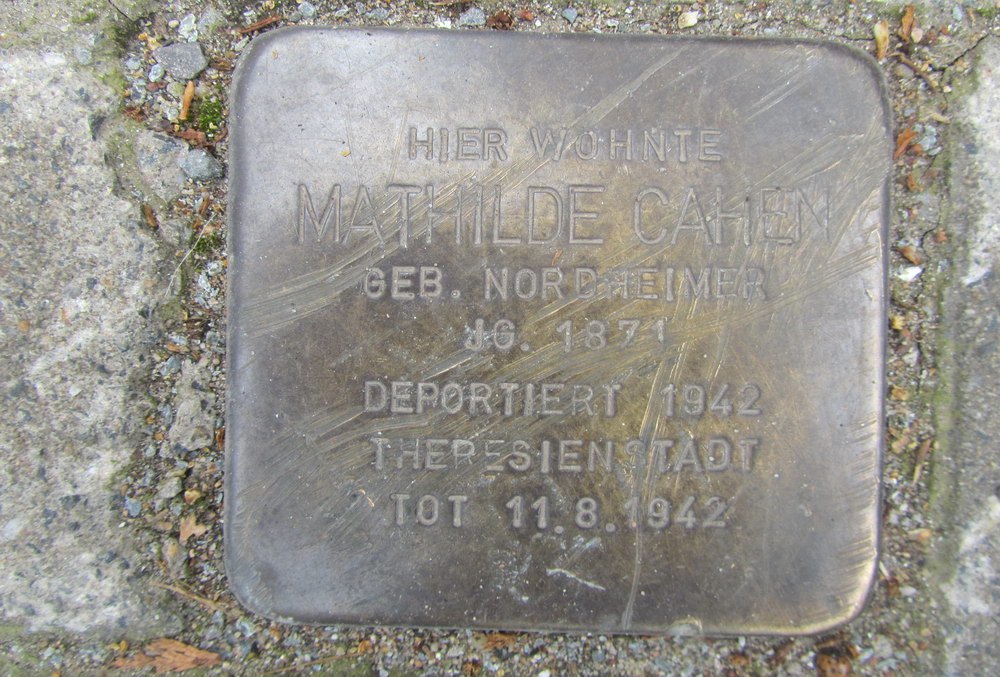 HIER WOHNTE
MATHILDE CAHEN
GEB. NORDHEIMER
JG. 1871
DEPORTIERT 1942
THERESIENSTADT
TOT 11.8.1942